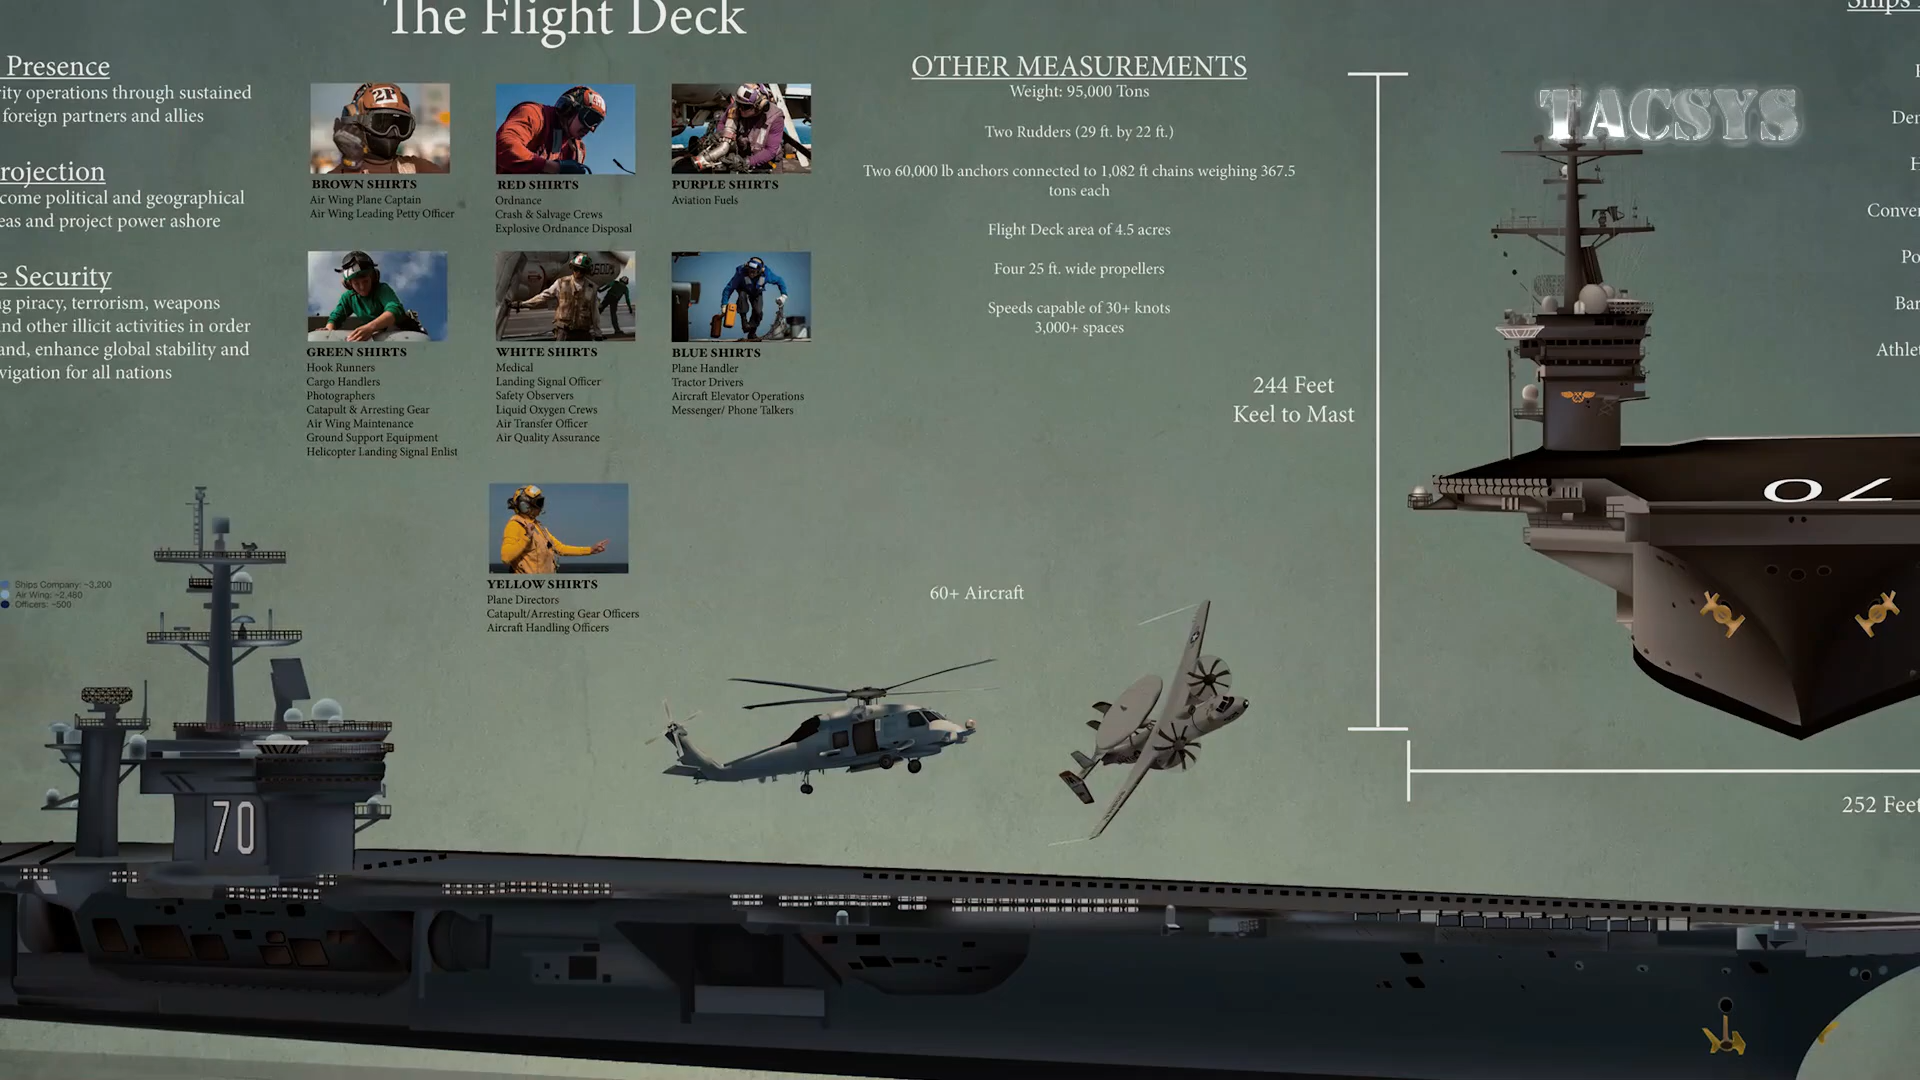 The Flight Deck
Presence
rity operations through sustained
foreign partners and allies
rojection
come political and geographical
eas and project power ashore
e Security
ng piracy, terrorism, weapons
and other illicit activities in order
and, enhance global stability and
vigation for all nations
Ships Company: ~3,200
Air Wing: ~2,480
Officers: ~500
BROWN SHIRTS
Air Wing Plane Captain
Air Wing Leading Petty Officer
RED SHIRTS
Ordnance
Crash & Salvage Crews
Explosive Ordnance Disposal
PURPLE SHIRTS
Aviation Fuels
GREEN SHIRTS
Hook Runners
Cargo Handlers
Photographers
Catapult & Arresting Gear
Air Wing Maintenance
Ground Support Equipment
Helicopter Landing Signal Enlist
WHITE SHIRTS
Medical
Landing Signal Officer
Safety Observers
Liquid Oxygen Crews
Air Transfer Officer
Air Quality Assurance
BLUE SHIRTS
Plane Handler
Tractor Drivers
Aircraft Elevator Operations
Messenger/ Phone Talkers
YELLOW SHIRTS
Plane Directors
Catapult/Arresting Gear Officers
Aircraft Handling Officers
OTHER MEASUREMENTS
Weight: 95,000 Tons
Two Rudders (29 ft. by 22 ft.)
Two 60,000 lb anchors connected to 1,082 ft chains weighing 367.5
tons each
Flight Deck area of 4.5 acres
Four 25 ft. wide propellers
Speeds capable of 30+ knots
3,000+ spaces
244 Feet
Keel to Mast
60+ Aircraft
TACSYS
Ships
Den
Conver
Po
Bar
Athlet
70
252 Feet
70